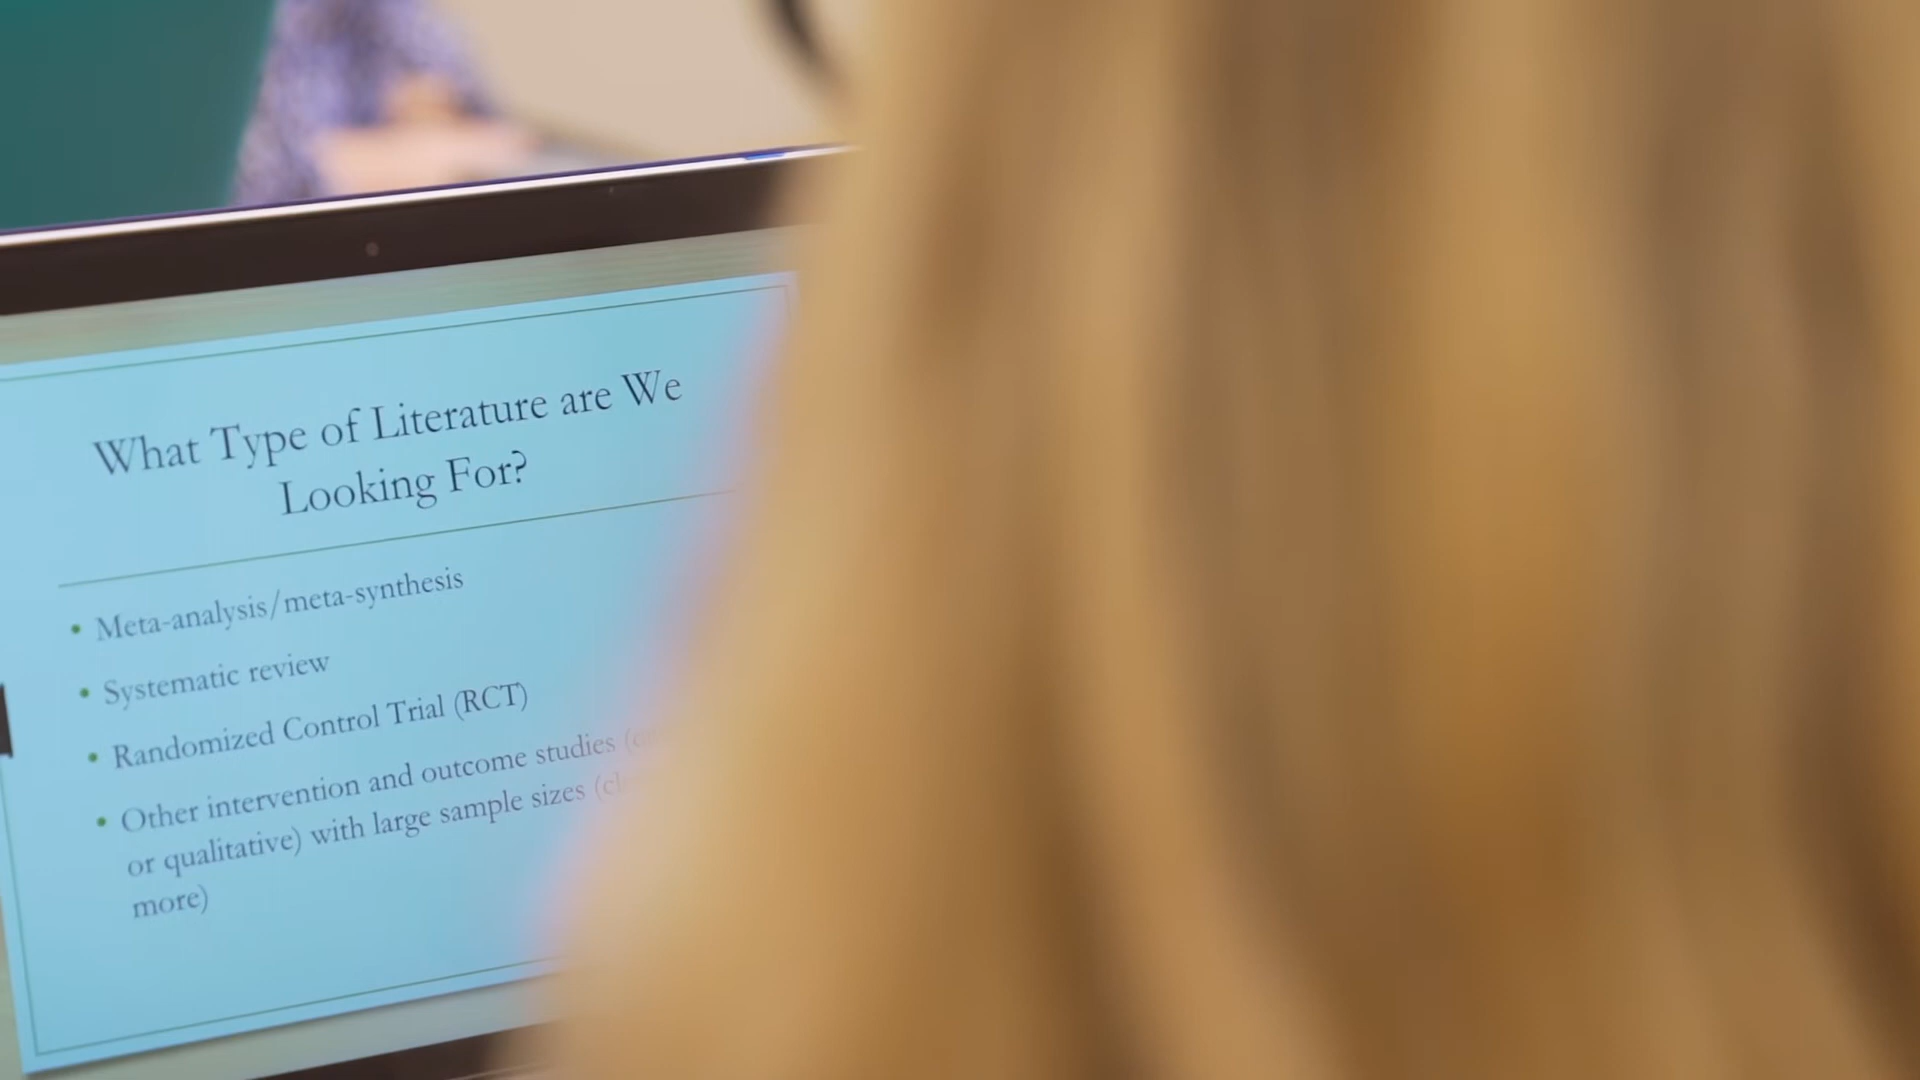 What Type of Literature are We
Looking For?
• Meta-analysis/meta-synthesis
• Systematic review
• Randomized Control Trial (RCT)
• Other intervention and outcome studies
or qualitative) with large sample sizes
more)